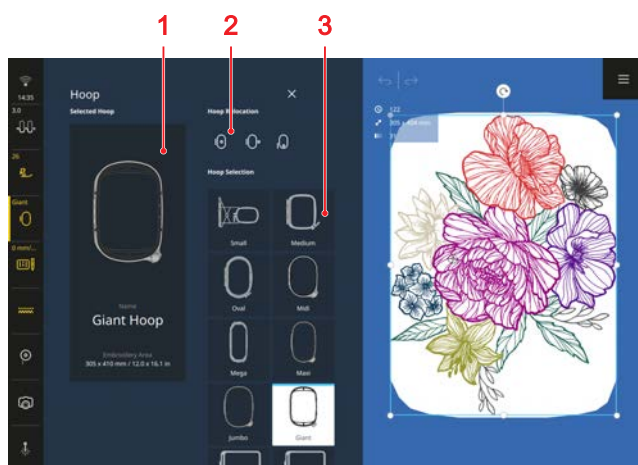 1
2
3
14:35
3.0
26
Giant
0 mm/...
Hoop
Selected Hoop
Name
Giant Hoop
Embroidery Area
305 x 410 mm / 12.0 x 16.1 in
Hoop Relocation
Hoop Selection
Small
Medium
Oval
Midi
Mega
Maxi
Jumbo
Giant
122
305 x 404 mm